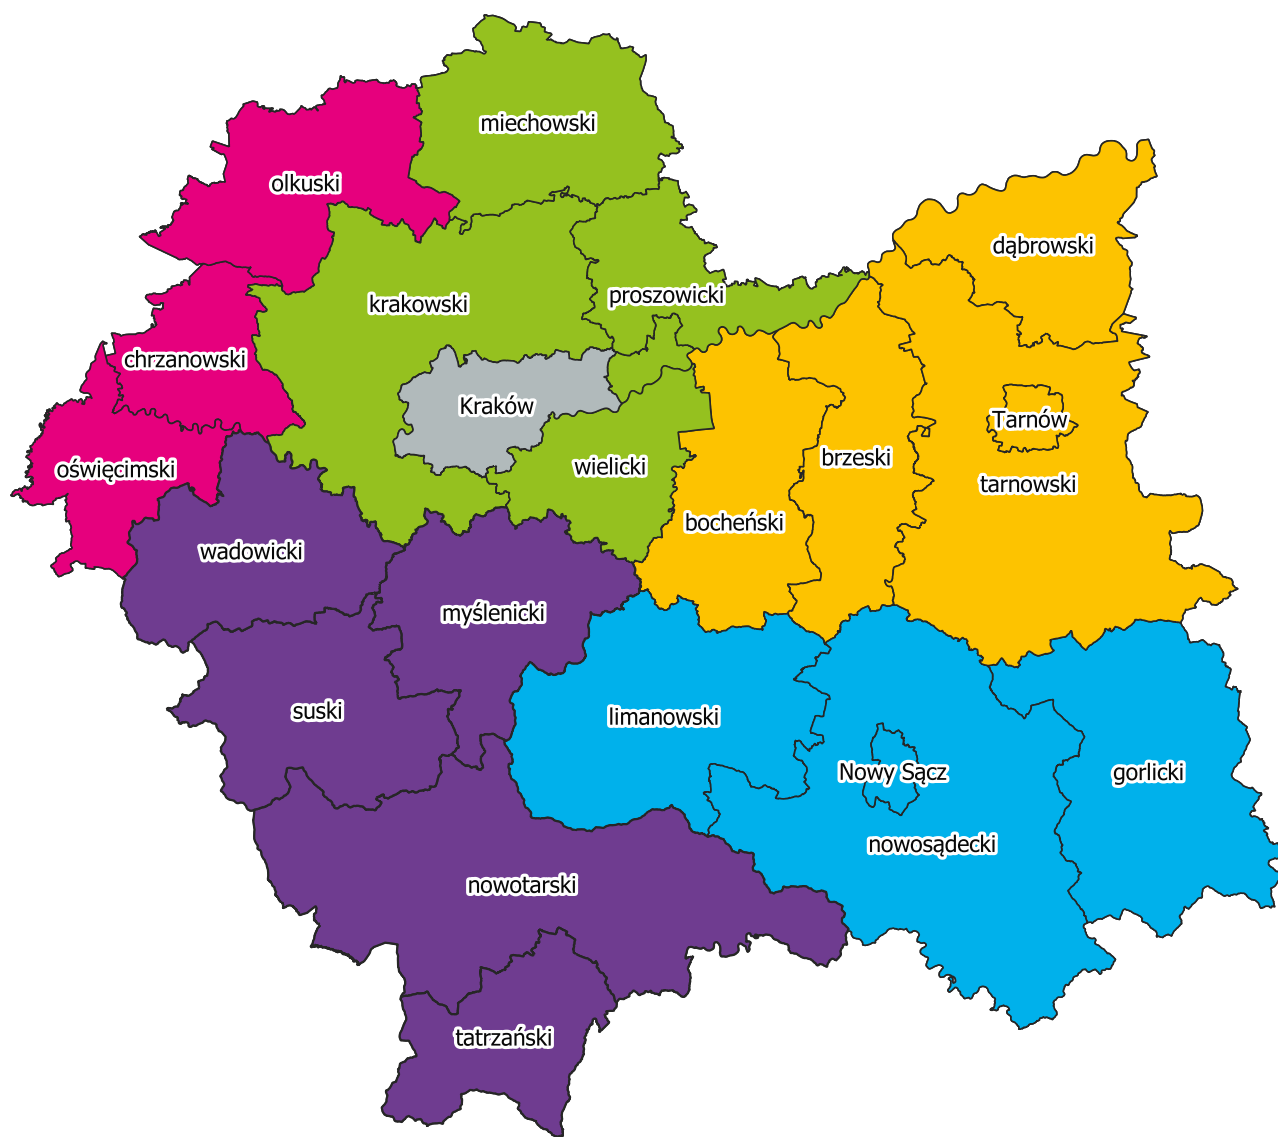 miechowski
olkuski
dąbrowski
proszowicki
krakowski
chrzanowski
Kraków
Tarnów
brzeski
wielicki
oświęcimski
tarnowski
bocheński
wadowicki
myślenicki
suski
limanowski
Nowy Sącz
gorlicki
nowosądecki
nowotarski
tatrzański